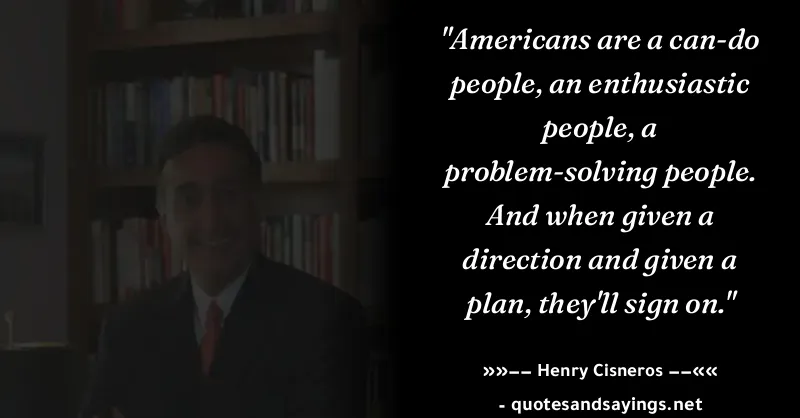 "Americans are a can-do
people, an enthusiastic
people, a
problem-solving people.
And when given a
direction and given a
plan, they'll sign on."
»»−− Henry Cisneros −−««
- quotesandsayings.net